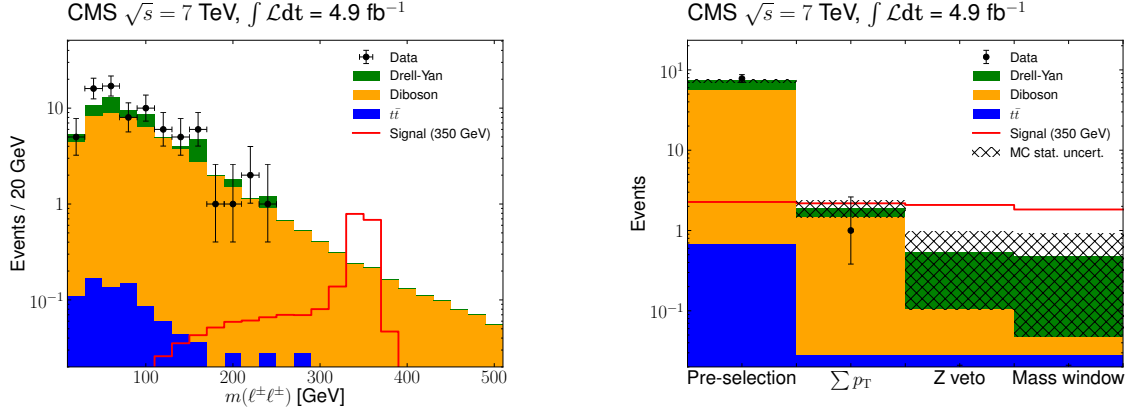 CMS √s = 7 TeV, ∫ ℒdt = 4.9 fb⁻¹
Events / 20 GeV
10
1
10⁻¹
Data
Drell-Yan
Diboson
tt̄
Signal (350 GeV)
100 200 300 400 500
m(ℓ±ℓ±) [GeV]
CMS √s = 7 TeV, ∫ ℒdt = 4.9 fb⁻¹
Events
10¹
1
10⁻¹
Data
Drell-Yan
Diboson
tt̄
Signal (350 GeV)
MC stat. uncert.
Pre-selection ∑ pT Z veto Mass window